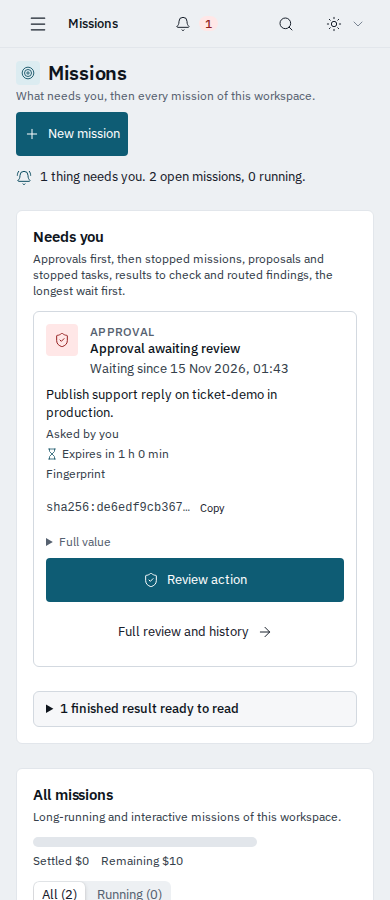 Missions
1
Missions
What needs you, then every mission of this workspace.
New mission
1 thing needs you. 2 open missions, 0 running.
Needs you
Approvals first, then stopped missions, proposals and
stopped tasks, results to check and routed findings, the
longest wait first.
APPROVAL
Approval awaiting review
Waiting since 15 Nov 2026, 01:43
Publish support reply on ticket-demo in
production.
Asked by you
Expires in 1 h 0 min
Fingerprint
sha256:de6edf9cb367… Copy
Full value
Review action
Full review and history
1 finished result ready to read
All missions
Long-running and interactive missions of this workspace.
Settled $0 Remaining $10
All (2) Running (0)